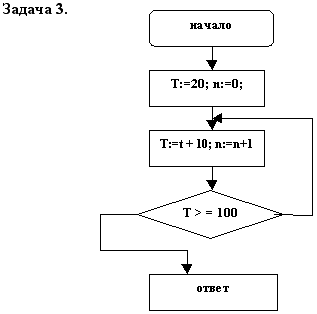 Задача 3.
начало
T:=20; n:=0;
T:=t + 10; n:=n+1
T > = 100
ответ